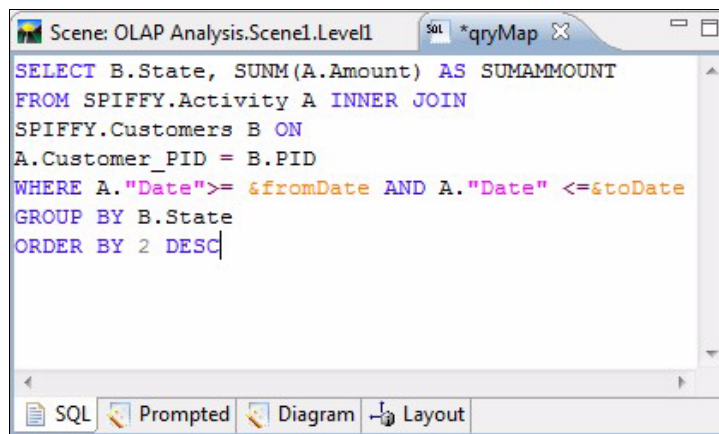 Scene: OLAP Analysis.Scene1.Level1 SQL *qryMap
SELECT B.State, SUNM(A.Amount) AS SUMAMMOUNT
FROM SPIFFY.Activity A INNER JOIN
SPIFFY.Customers B ON
A.Customer_PID = B.PID
WHERE A."Date">= &fromDate AND A."Date" <=&toDate
GROUP BY B.State
ORDER BY 2 DESC
SQL Prompted Diagram Layout